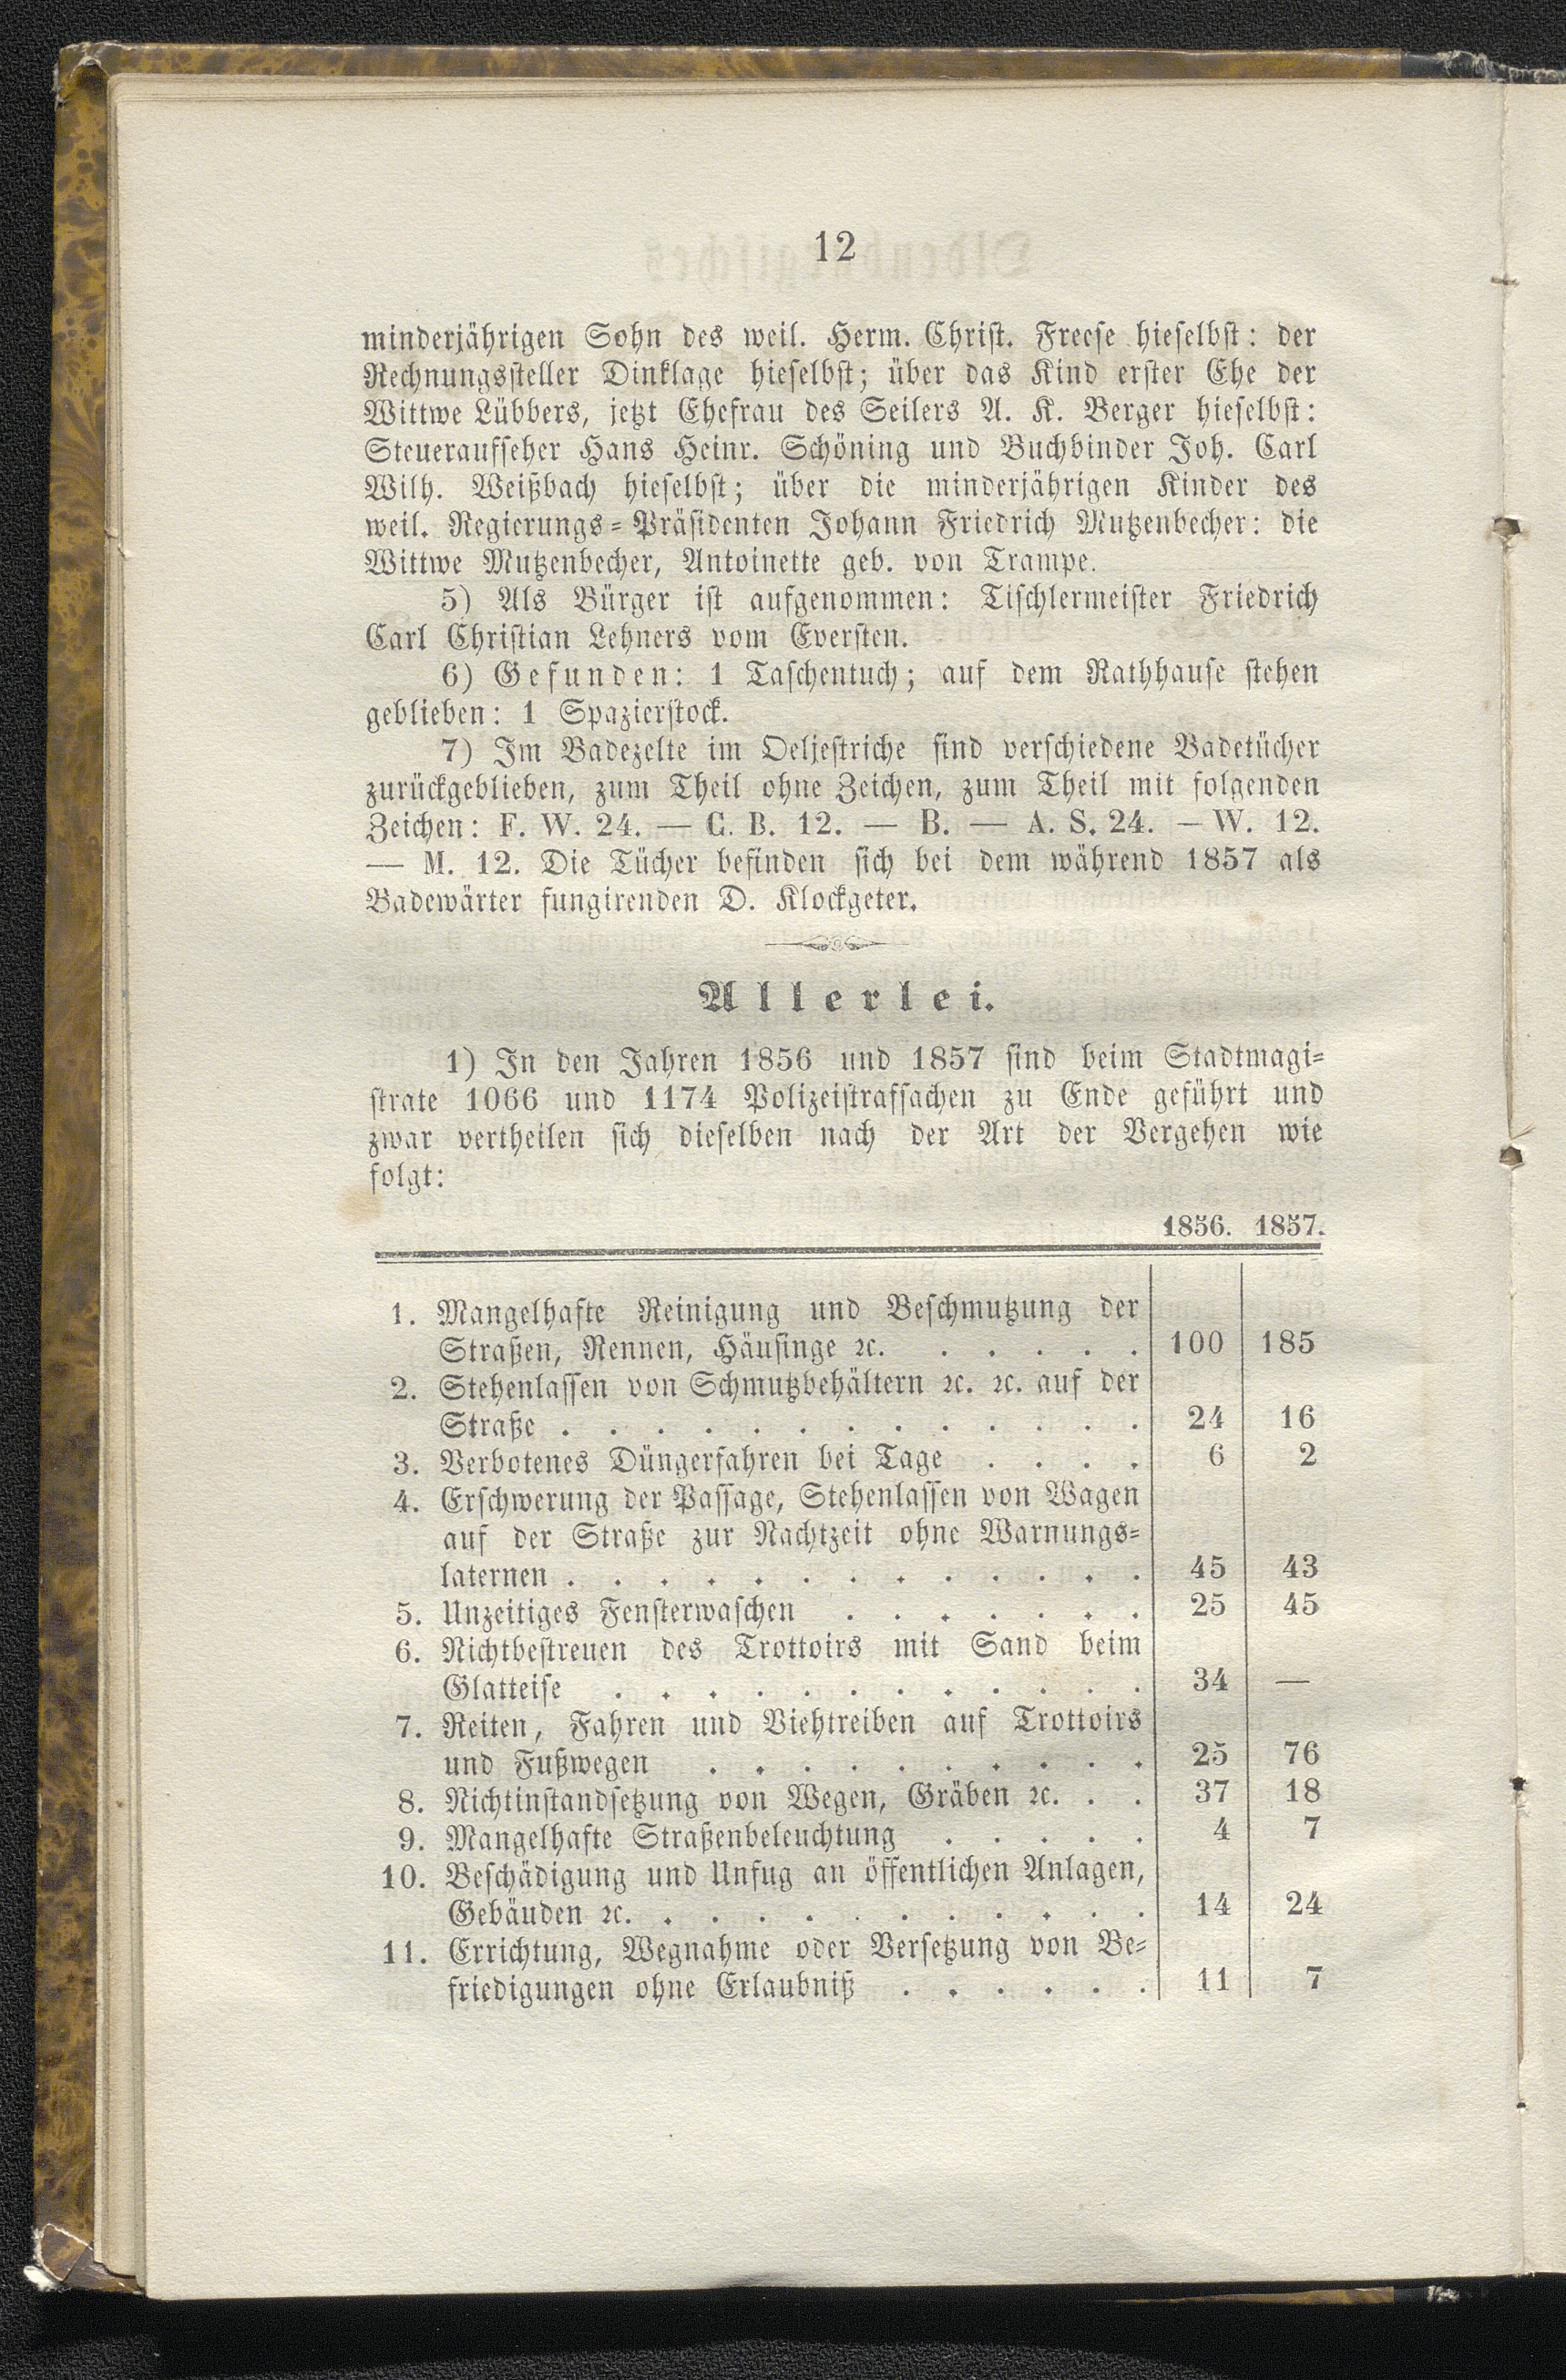 12
minderjährigen Sohn des weil. Herm. Christ. Freese hieselbst: der
Rechnungssteller Dinklage hieselbst; über das Kind erster Ehe der
Wittwe Lübbers, jetzt Ehefrau des Seilers A. K. Berger hieselbst:
Steueraufseher Hans Heinr. Schöning und Buchbinder Joh. Carl
Wilh. Weißbach hieselbst; über die minderjährigen Kinder des
weil. Regierungs-Präsidenten Johann Friedrich Mutzenbecher: die
Wittwe Mutzenbecher, Antoinette geb. von Trampe.
5) Als Bürger ist aufgenommen: Tischlermeister Friedrich
Carl Christian Lehners vom Eversten.
6) Gefunden: 1 Taschentuch; auf dem Rathhause stehen
geblieben: 1 Spazierstock.
7) Im Badezelte im Oeljestriche sind verschiedene Badetücher
zurückgeblieben, zum Theil ohne Zeichen, zum Theil mit folgenden
Zeichen: F. W. 24. — C. B. 12. — B. — A. S. 24. — W. 12.
— M. 12. Die Tücher befinden sich bei dem während 1857 als
Badewärter fungirenden D. Klockgeter.
Allerlei.
1) In den Jahren 1856 und 1857 sind beim Stadtmagi-
strate 1066 und 1174 Polizeistrafsachen zu Ende geführt und
zwar vertheilen sich dieselben nach der Art der Vergehen wie
folgt:
1856. 1857.
1. Mangelhafte Reinigung und Beschmutzung der
Straßen, Rennen, Häusinge ꝛc. . . . . . 100 185
2. Stehenlassen von Schmutzbehältern ꝛc. ꝛc. auf der
Straße . . . . . . . . . . . . . 24 16
3. Verbotenes Düngerfahren bei Tage . . . . 6 2
4. Erschwerung der Passage, Stehenlassen von Wagen
auf der Straße zur Nachtzeit ohne Warnungs-
laternen . . . . . . . . . . . . . 45 43
5. Unzeitiges Fensterwaschen . . . . . . . 25 45
6. Nichtbestreuen des Trottoirs mit Sand beim
Glatteise . . . . . . . . . . . . 34 —
7. Reiten, Fahren und Viehtreiben auf Trottoirs
und Fußwegen . . . . . . . . . . 25 76
8. Nichtinstandsetzung von Wegen, Gräben ꝛc. . . 37 18
9. Mangelhafte Straßenbeleuchtung . . . . . 4 7
10. Beschädigung und Unfug an öffentlichen Anlagen,
Gebäuden ꝛc. . . . . . . . . . . . 14 24
11. Errichtung, Wegnahme oder Versetzung von Be-
friedigungen ohne Erlaubniß . . . . . . 11 7